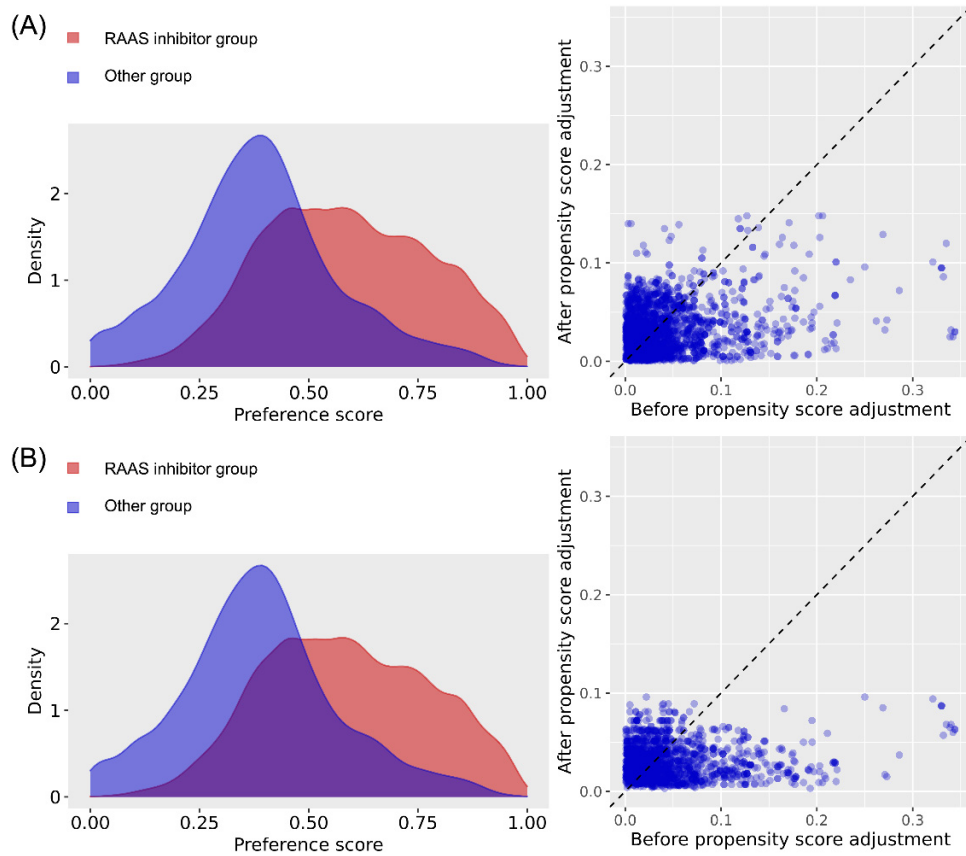 (A)
RAAS inhibitor group
Other group
Density
2
1
0
0.00 0.25 0.50 0.75 1.00
Preference score
After propensity score adjustment
0.3
0.2
0.1
0.0
0.0 0.1 0.2 0.3
Before propensity score adjustment
(B)
RAAS inhibitor group
Other group
Density
2
1
0
0.00 0.25 0.50 0.75 1.00
Preference score
After propensity score adjustment
0.3
0.2
0.1
0.0
0.0 0.1 0.2 0.3
Before propensity score adjustment